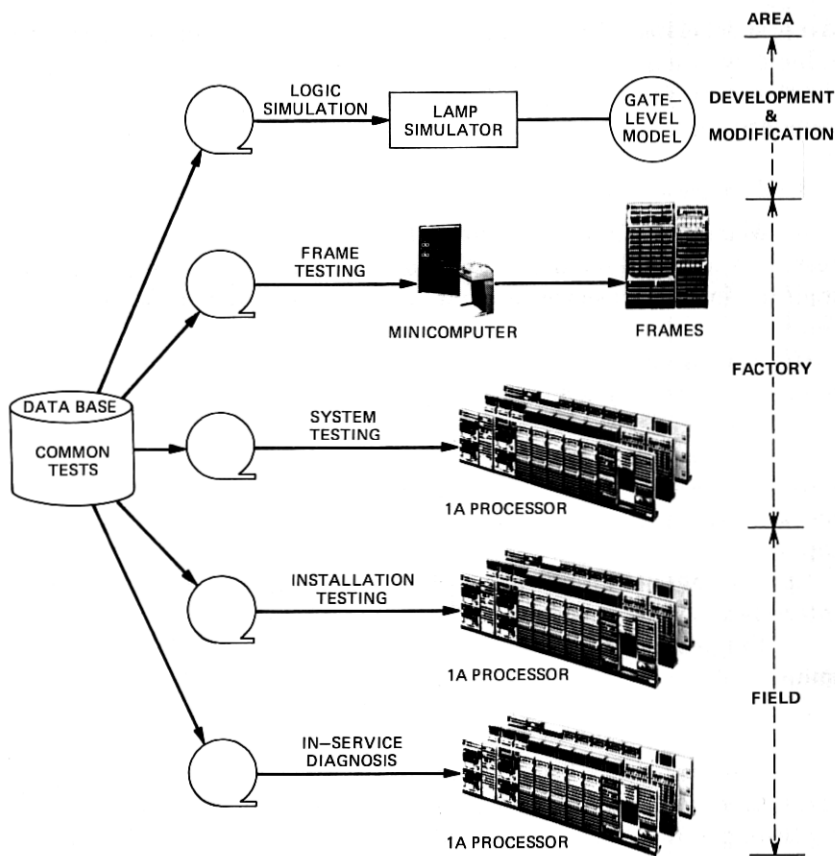 AREA
LOGIC
SIMULATION
LAMP
SIMULATOR
GATE–
LEVEL
MODEL
DEVELOPMENT
&
MODIFICATION
FRAME
TESTING
MINICOMPUTER
FRAMES
FACTORY
DATA BASE
COMMON
TESTS
SYSTEM
TESTING
1A PROCESSOR
INSTALLATION
TESTING
1A PROCESSOR
FIELD
IN–SERVICE
DIAGNOSIS
1A PROCESSOR